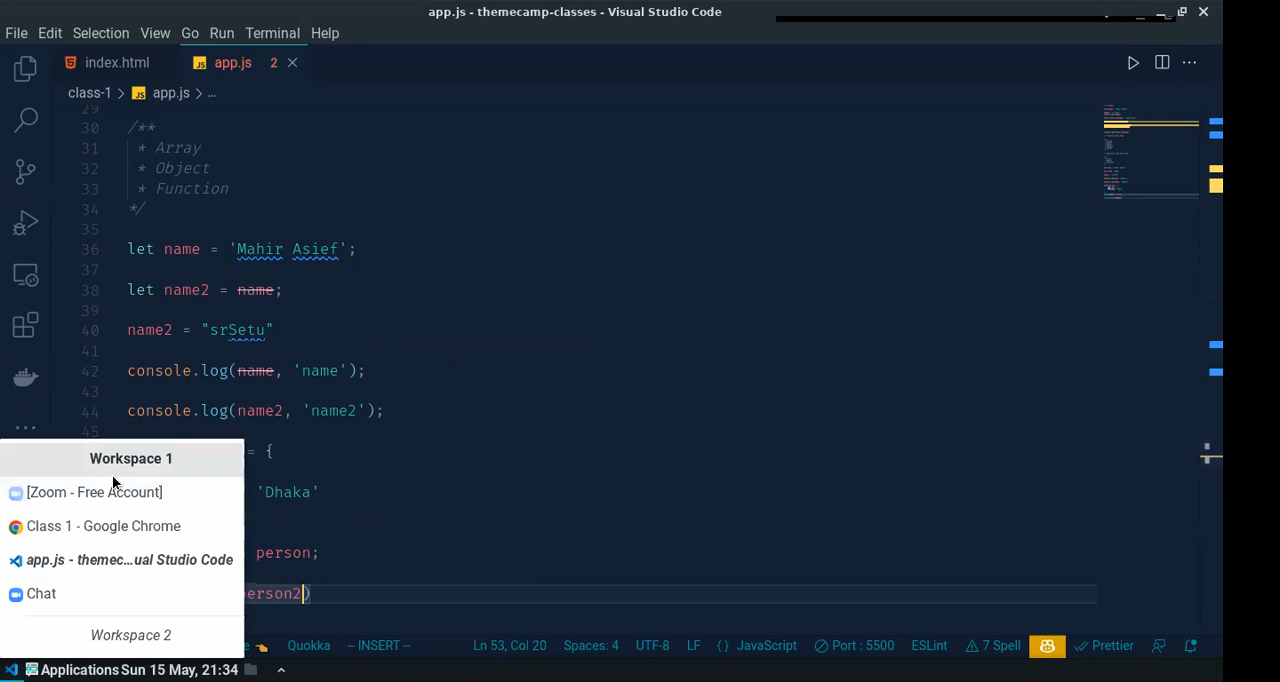 app.js - themecamp-classes - Visual Studio Code
File Edit Selection View Go Run Terminal Help
index.html app.js 2
class-1 > app.js > ...
29
30 /**
31 * Array
32 * Object
33 * Function
34 */
35
36 let name = 'Mahir Asief';
37
38 let name2 = name;
39
40 name2 = "srSetu"
41
42 console.log(name, 'name');
43
44 console.log(name2, 'name2');
45
= {
'Dhaka'
person;
person2)
Workspace 1
[Zoom - Free Account]
Class 1 - Google Chrome
app.js - themec...ual Studio Code
Chat
Workspace 2
Quokka -- INSERT -- Ln 53, Col 20 Spaces: 4 UTF-8 LF {} JavaScript Port : 5500 ESLint 7 Spell Prettier
Applications Sun 15 May, 21:34